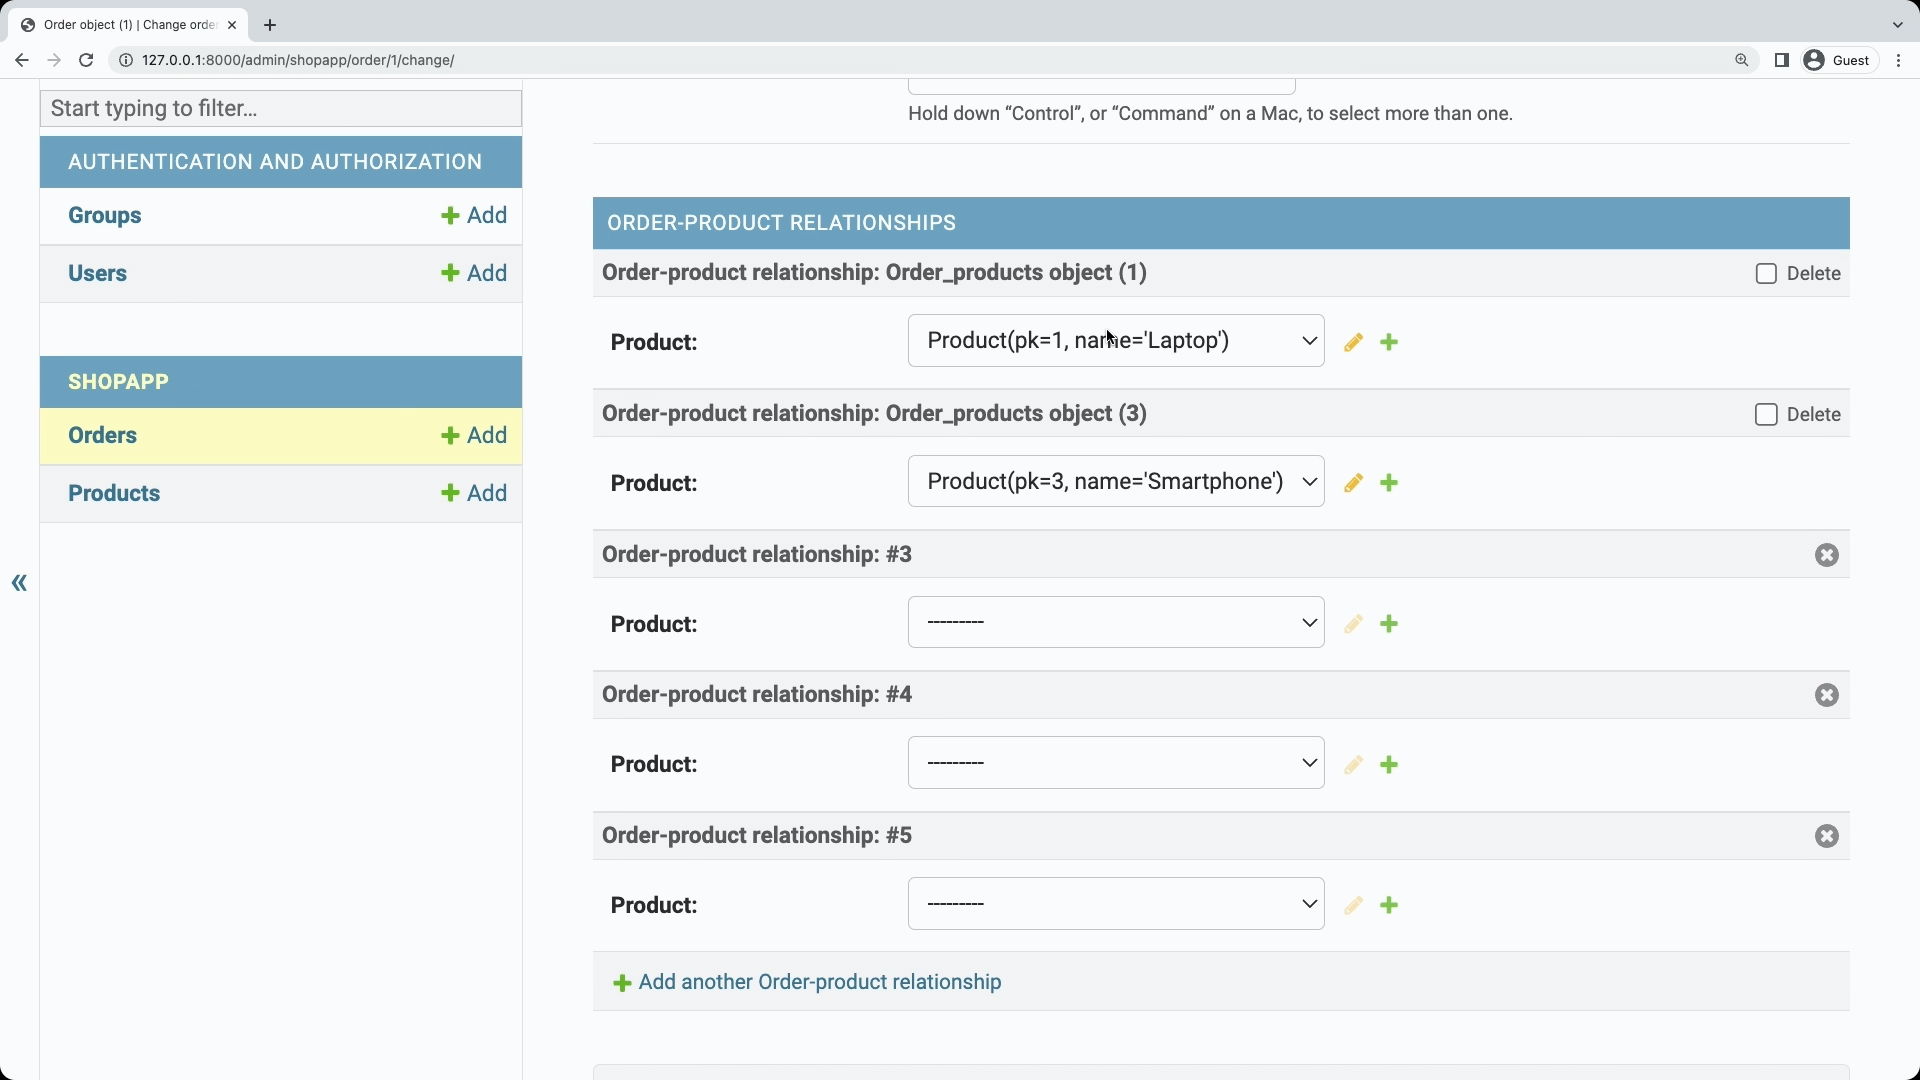 Order object (1) | Change orde
127.0.0.1:8000/admin/shopapp/order/1/change/
Guest
Start typing to filter...
AUTHENTICATION AND AUTHORIZATION
Groups
Add
Users
Add
SHOPAPP
Orders
Add
Products
Add
«
Hold down “Control”, or “Command” on a Mac, to select more than one.
ORDER-PRODUCT RELATIONSHIPS
Order-product relationship: Order_products object (1)
Delete
Product:
Product(pk=1, name='Laptop')
Order-product relationship: Order_products object (3)
Delete
Product:
Product(pk=3, name='Smartphone')
Order-product relationship: #3
Product:
---------
Order-product relationship: #4
Product:
---------
Order-product relationship: #5
Product:
---------
Add another Order-product relationship